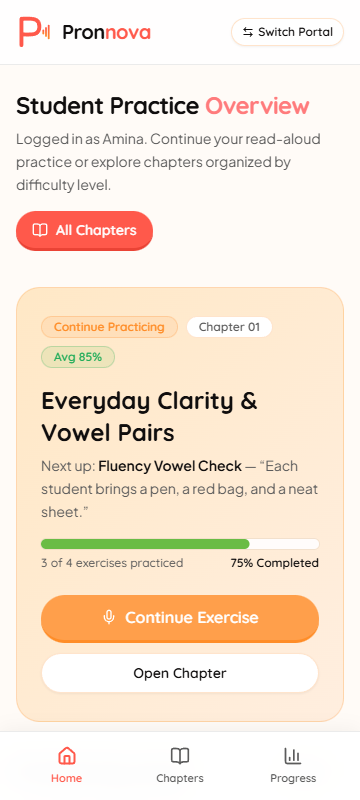 Pronnova
Switch Portal
Student Practice Overview
Logged in as Amina. Continue your read-aloud
practice or explore chapters organized by
difficulty level.
All Chapters
Continue Practicing
Chapter 01
Avg 85%
Everyday Clarity &
Vowel Pairs
Next up: Fluency Vowel Check — “Each
student brings a pen, a red bag, and a neat
sheet.”
3 of 4 exercises practiced
75% Completed
Continue Exercise
Open Chapter
Home
Chapters
Progress